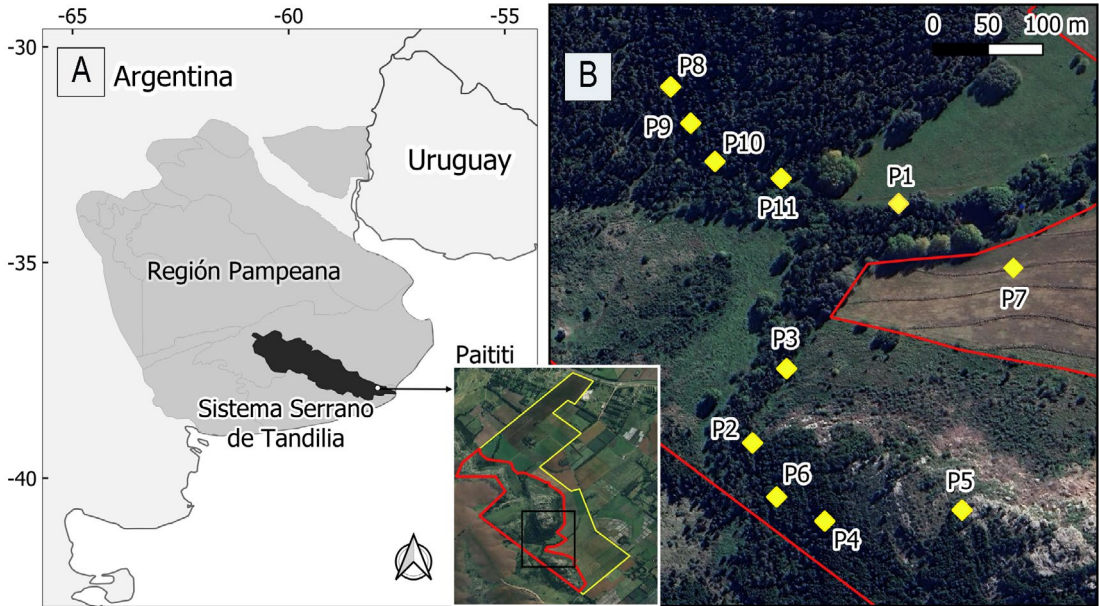 -65
-60
-55
-30
-35
-40
A
Argentina
Uruguay
Región Pampeana
Sistema Serrano
de Tandilia
Paititi
B
0 50 100 m
P8
P9
P10
P11
P1
P7
P3
P2
P6
P4
P5